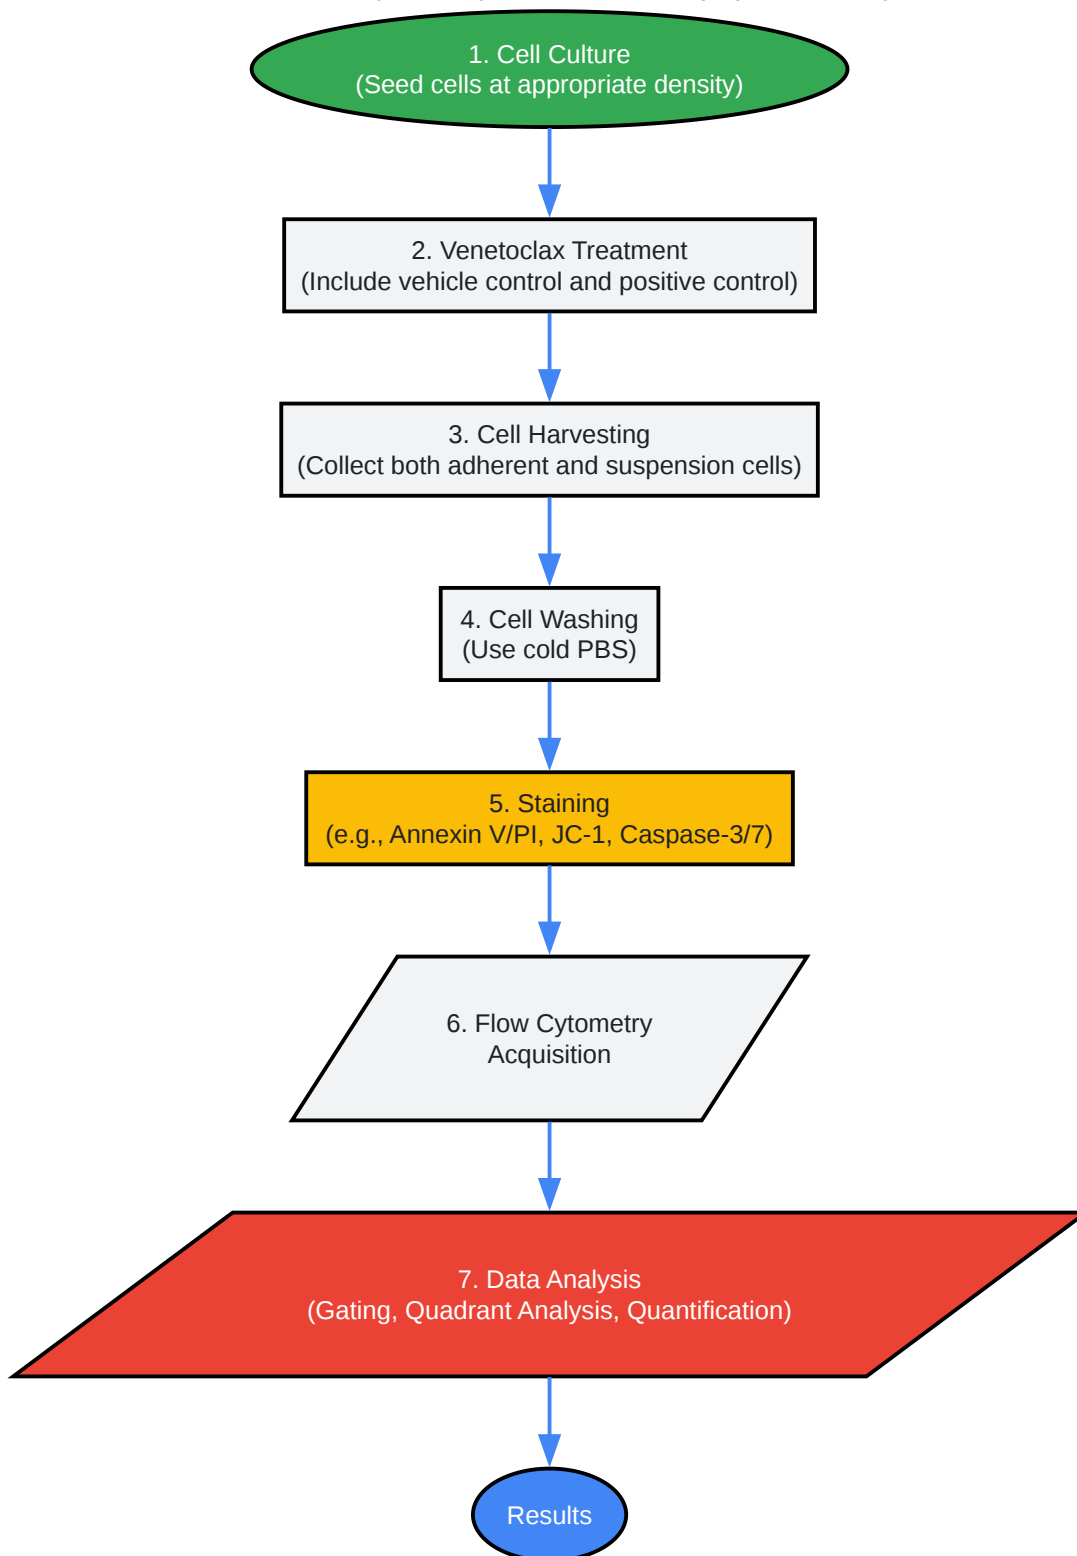 1. Cell Culture
(Seed cells at appropriate density)
2. Venetoclax Treatment
(Include vehicle control and positive control)
3. Cell Harvesting
(Collect both adherent and suspension cells)
4. Cell Washing
(Use cold PBS)
5. Staining
(e.g., Annexin V/PI, JC-1, Caspase-3/7)
6. Flow Cytometry
Acquisition
7. Data Analysis
(Gating, Quadrant Analysis, Quantification)
Results